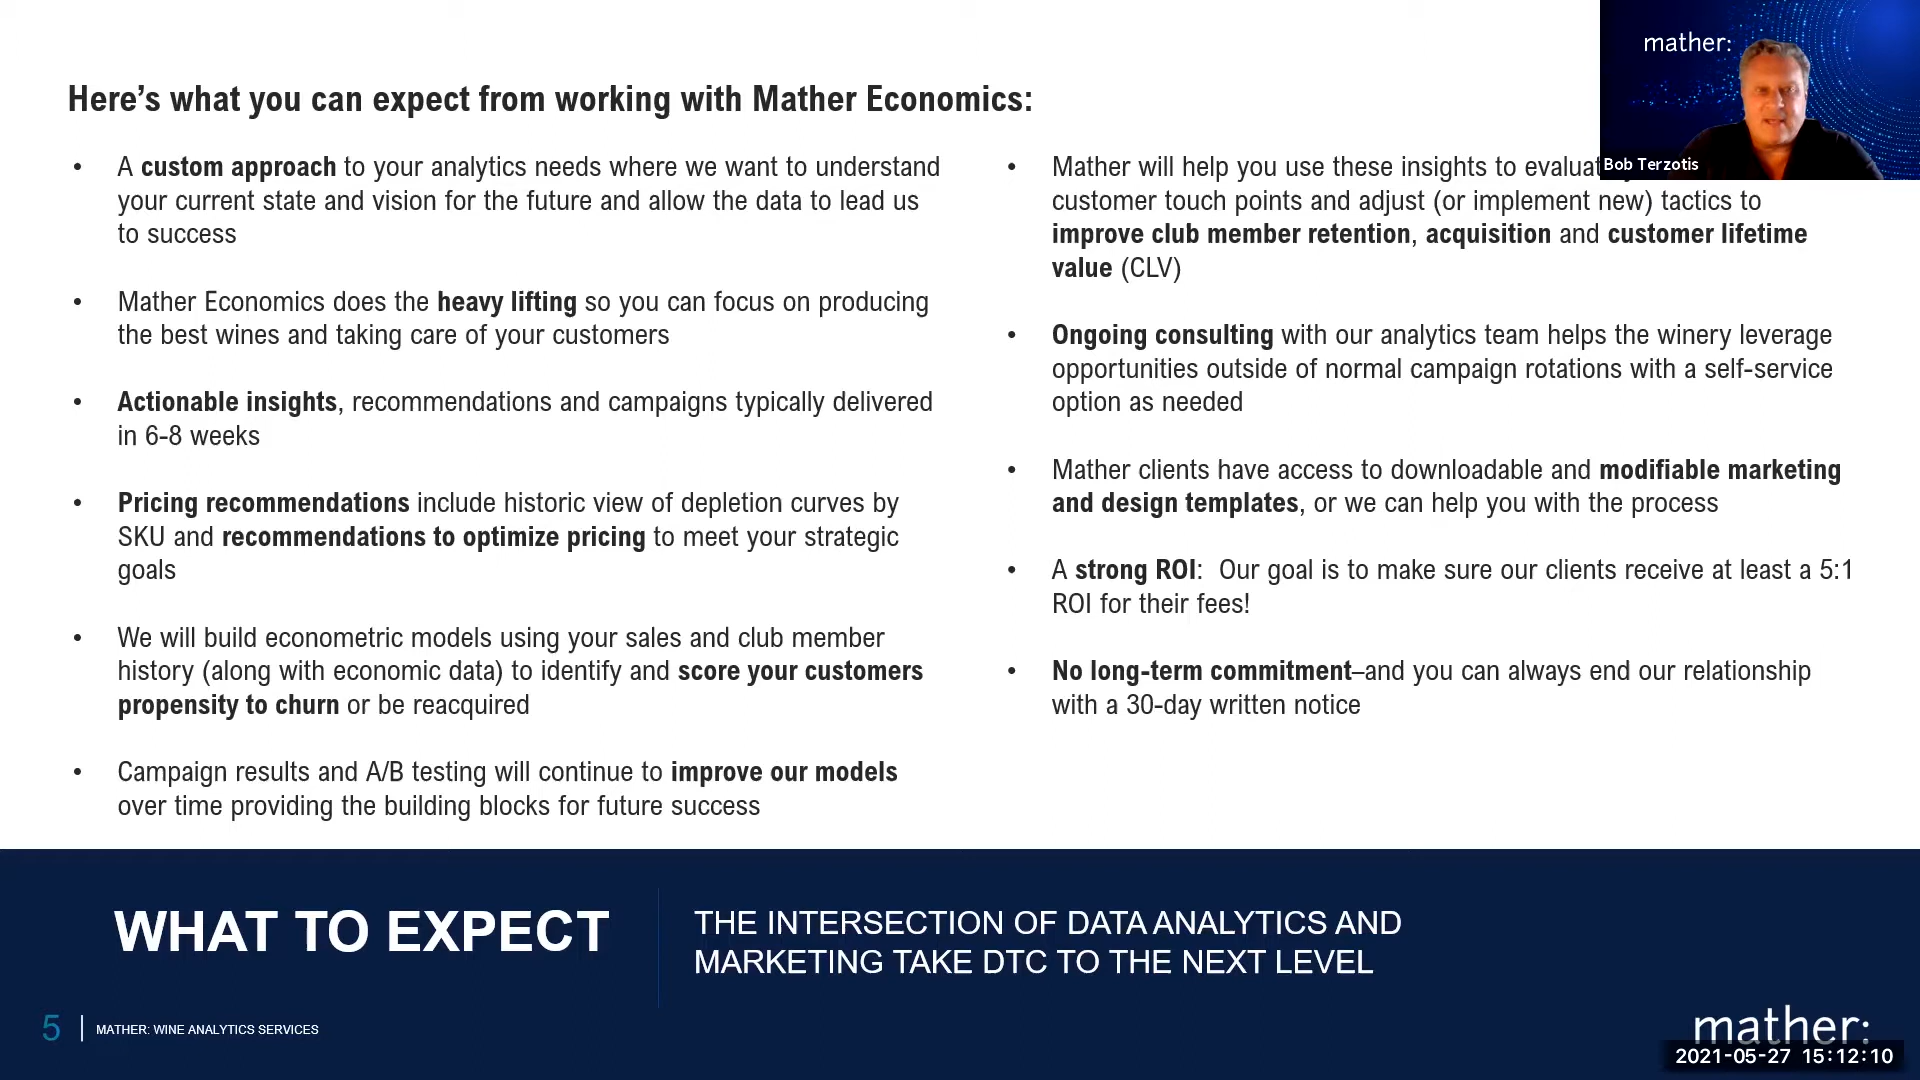 mather:
Bob Terzotis
Here’s what you can expect from working with Mather Economics:
• A custom approach to your analytics needs where we want to understand
your current state and vision for the future and allow the data to lead us
to success
• Mather Economics does the heavy lifting so you can focus on producing
the best wines and taking care of your customers
• Actionable insights, recommendations and campaigns typically delivered
in 6-8 weeks
• Pricing recommendations include historic view of depletion curves by
SKU and recommendations to optimize pricing to meet your strategic
goals
• We will build econometric models using your sales and club member
history (along with economic data) to identify and score your customers
propensity to churn or be reacquired
• Campaign results and A/B testing will continue to improve our models
over time providing the building blocks for future success
• Mather will help you use these insights to
customer touch points and adjust (or implement new) tactics to
improve club member retention, acquisition and customer lifetime
value (CLV)
• Ongoing consulting with our analytics team helps the winery leverage
opportunities outside of normal campaign rotations with a self-service
option as needed
• Mather clients have access to downloadable and modifiable marketing
and design templates, or we can help you with the process
• A strong ROI:  Our goal is to make sure our clients receive at least a 5:1
ROI for their fees!
• No long-term commitment–and you can always end our relationship
with a 30-day written notice
WHAT TO EXPECT
THE INTERSECTION OF DATA ANALYTICS AND
MARKETING TAKE DTC TO THE NEXT LEVEL
5
MATHER: WINE ANALYTICS SERVICES
mather:
2021-05-27 15:12:10